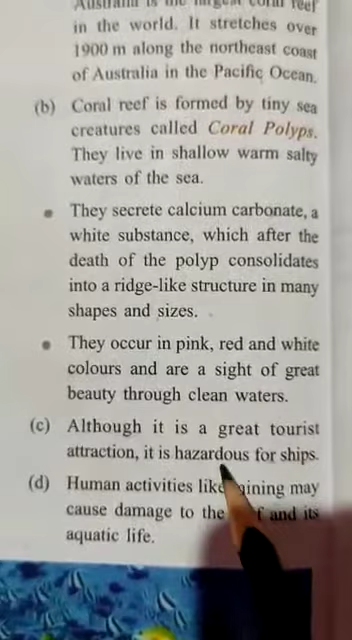 Australia is the largest coral reef
in the world. It stretches over
1900 m along the northeast coast
of Australia in the Pacific Ocean.
(b) Coral reef is formed by tiny sea
creatures called Coral Polyps.
They live in shallow warm salty
waters of the sea.
• They secrete calcium carbonate, a
white substance, which after the
death of the polyp consolidates
into a ridge-like structure in many
shapes and sizes.
• They occur in pink, red and white
colours and are a sight of great
beauty through clean waters.
(c) Although it is a great tourist
attraction, it is hazardous for ships.
(d) Human activities like may
cause damage to the and its
aquatic life.